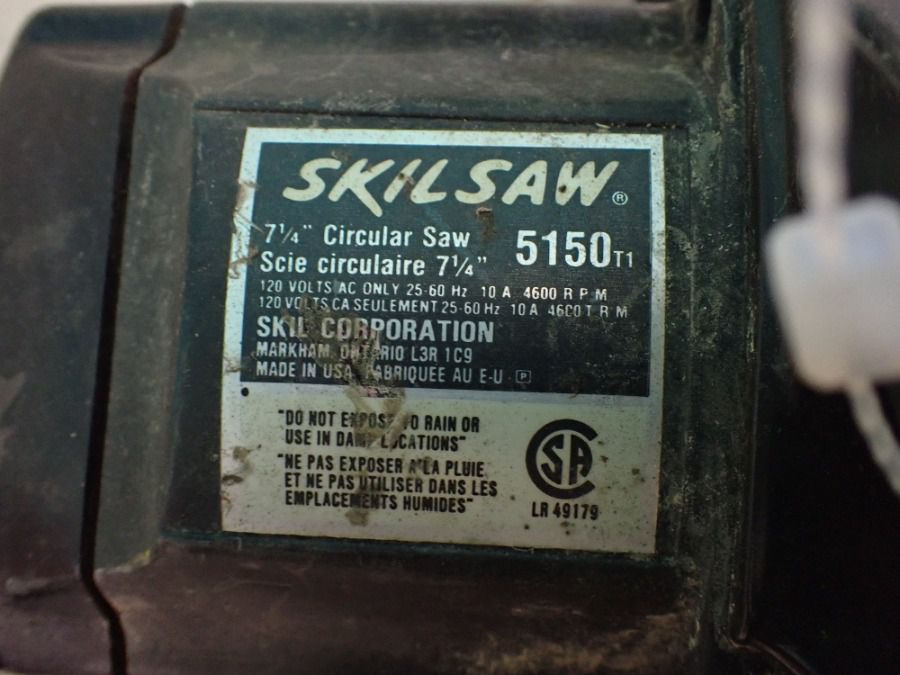 SKILSAW®
7¼" Circular Saw
Scie circulaire 7¼"
5150 T1
120 VOLTS AC ONLY 25-60 Hz 10 A 4600 R P M
120 VOLTS CA SEULEMENT 25-60 Hz 10 A 4600 T R M
SKIL CORPORATION
MARKHAM, ONTARIO L3R 1C9
MADE IN USA FABRIQUEE AU E-U P
"DO NOT EXPOSE TO RAIN OR
USE IN DAMP LOCATIONS"
"NE PAS EXPOSER A LA PLUIE
ET NE PAS UTILISER DANS LES
EMPLACEMENTS HUMIDES"
CSA
LR 49179